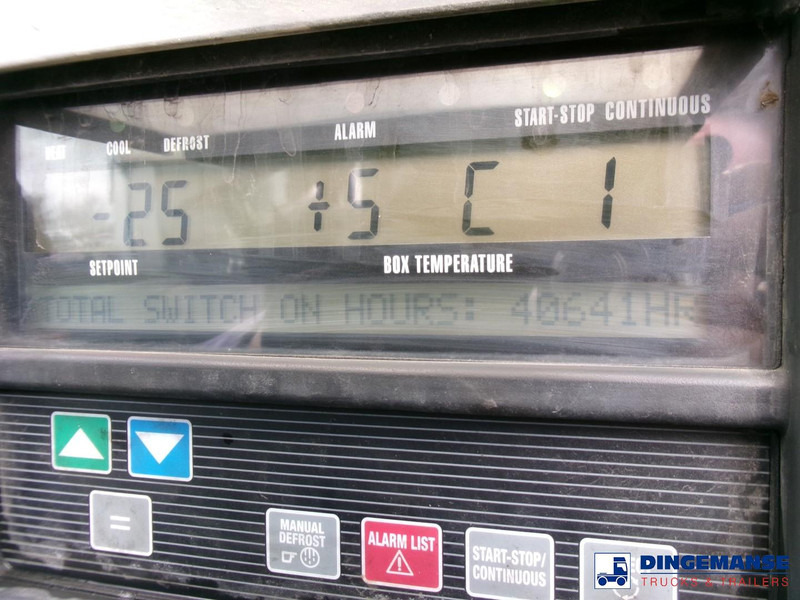 HEAT COOL DEFROST ALARM START-STOP CONTINUOUS
-25 +5 C 1
SETPOINT BOX TEMPERATURE
TOTAL SWITCH ON HOURS: 40641HR
=
MANUAL DEFROST
ALARM LIST
START-STOP/
CONTINUOUS
DINGEMANSE
TRUCKS & TRAILERS